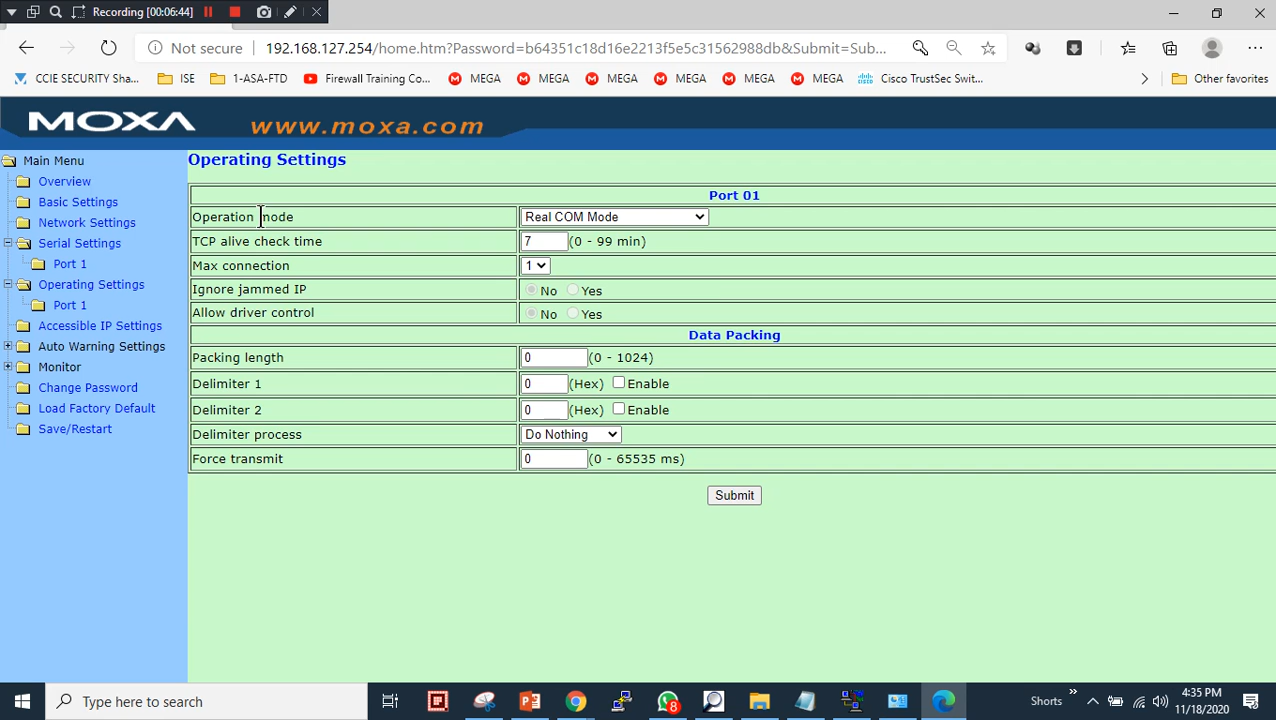 Recording [00:06:44]
Not secure 192.168.127.254/home.htm?Password=b64351c18d16e2213f5e5c31562988db&Submit=Sub...
CCIE SECURITY Sha... ISE 1-ASA-FTD Firewall Training Co... MEGA MEGA MEGA MEGA MEGA MEGA Cisco TrustSec Swit... Other favorites
MOXA www.moxa.com
Main Menu
Overview
Basic Settings
Network Settings
Serial Settings
Port 1
Operating Settings
Port 1
Accessible IP Settings
Auto Warning Settings
Monitor
Change Password
Load Factory Default
Save/Restart
Operating Settings
Port 01
Operation mode Real COM Mode
TCP alive check time 7 (0 - 99 min)
Max connection 1
Ignore jammed IP No Yes
Allow driver control No Yes
Data Packing
Packing length 0 (0 - 1024)
Delimiter 1 0 (Hex) Enable
Delimiter 2 0 (Hex) Enable
Delimiter process Do Nothing
Force transmit 0 (0 - 65535 ms)
Submit
Type here to search 8 Shorts 4:35 PM
11/18/2020